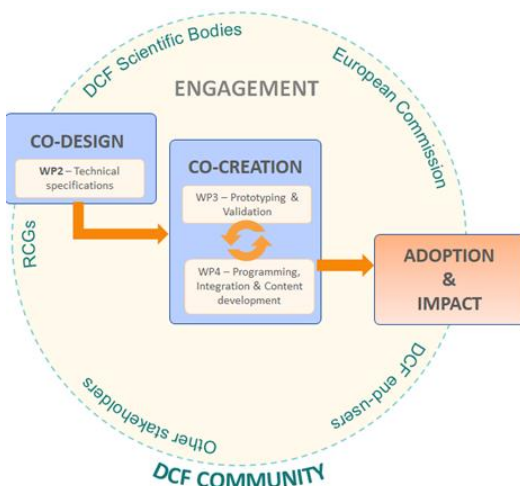 DCF Scientific Bodies
European Commission
ENGAGEMENT
CO-DESIGN
WP2 – Technical
specifications
CO-CREATION
WP3 – Prototyping &
Validation
WP4 – Programming,
Integration & Content
development
RCGs
ADOPTION
&
IMPACT
DCF end-users
Other stakeholders
DCF COMMUNITY